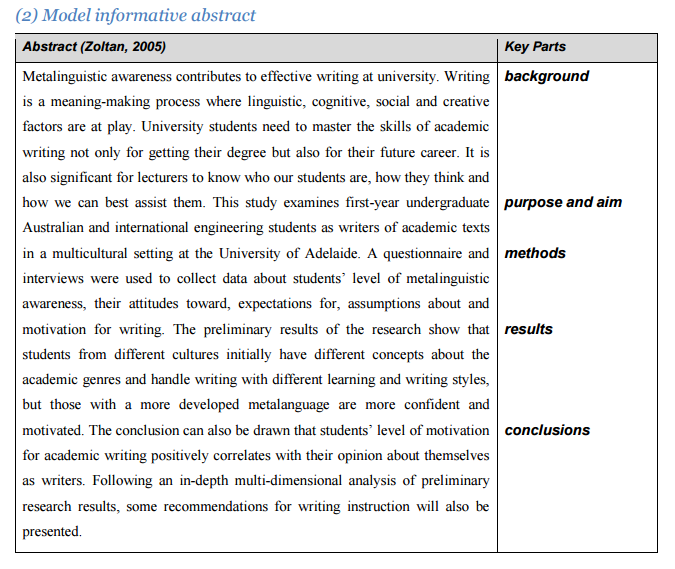 (2) Model informative abstract
Abstract (Zoltan, 2005) Key Parts
Metalinguistic awareness contributes to effective writing at university. Writing background
is a meaning-making process where linguistic, cognitive, social and creative
factors are at play. University students need to master the skills of academic
writing not only for getting their degree but also for their future career. It is
also significant for lecturers to know who our students are, how they think and
how we can best assist them. This study examines first-year undergraduate purpose and aim
Australian and international engineering students as writers of academic texts
in a multicultural setting at the University of Adelaide. A questionnaire and methods
interviews were used to collect data about students’ level of metalinguistic
awareness, their attitudes toward, expectations for, assumptions about and
motivation for writing. The preliminary results of the research show that results
students from different cultures initially have different concepts about the
academic genres and handle writing with different learning and writing styles,
but those with a more developed metalanguage are more confident and
motivated. The conclusion can also be drawn that students’ level of motivation conclusions
for academic writing positively correlates with their opinion about themselves
as writers. Following an in-depth multi-dimensional analysis of preliminary
research results, some recommendations for writing instruction will also be
presented.